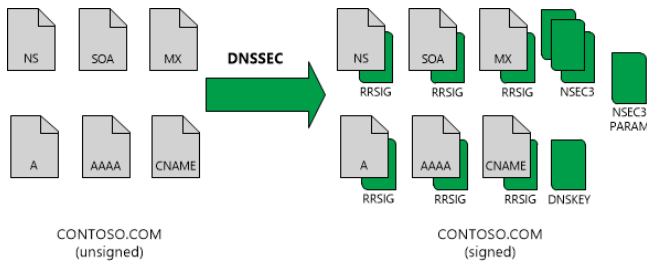 DNSSEC
NS SOA MX NS SOA MX
RRSIG RRSIG RRSIG NSEC3
NSEC3
PARAM
A AAAA CNAME A AAAA CNAME
RRSIG RRSIG RRSIG DNSKEY
CONTOSO.COM CONTOSO.COM
(unsigned) (signed)